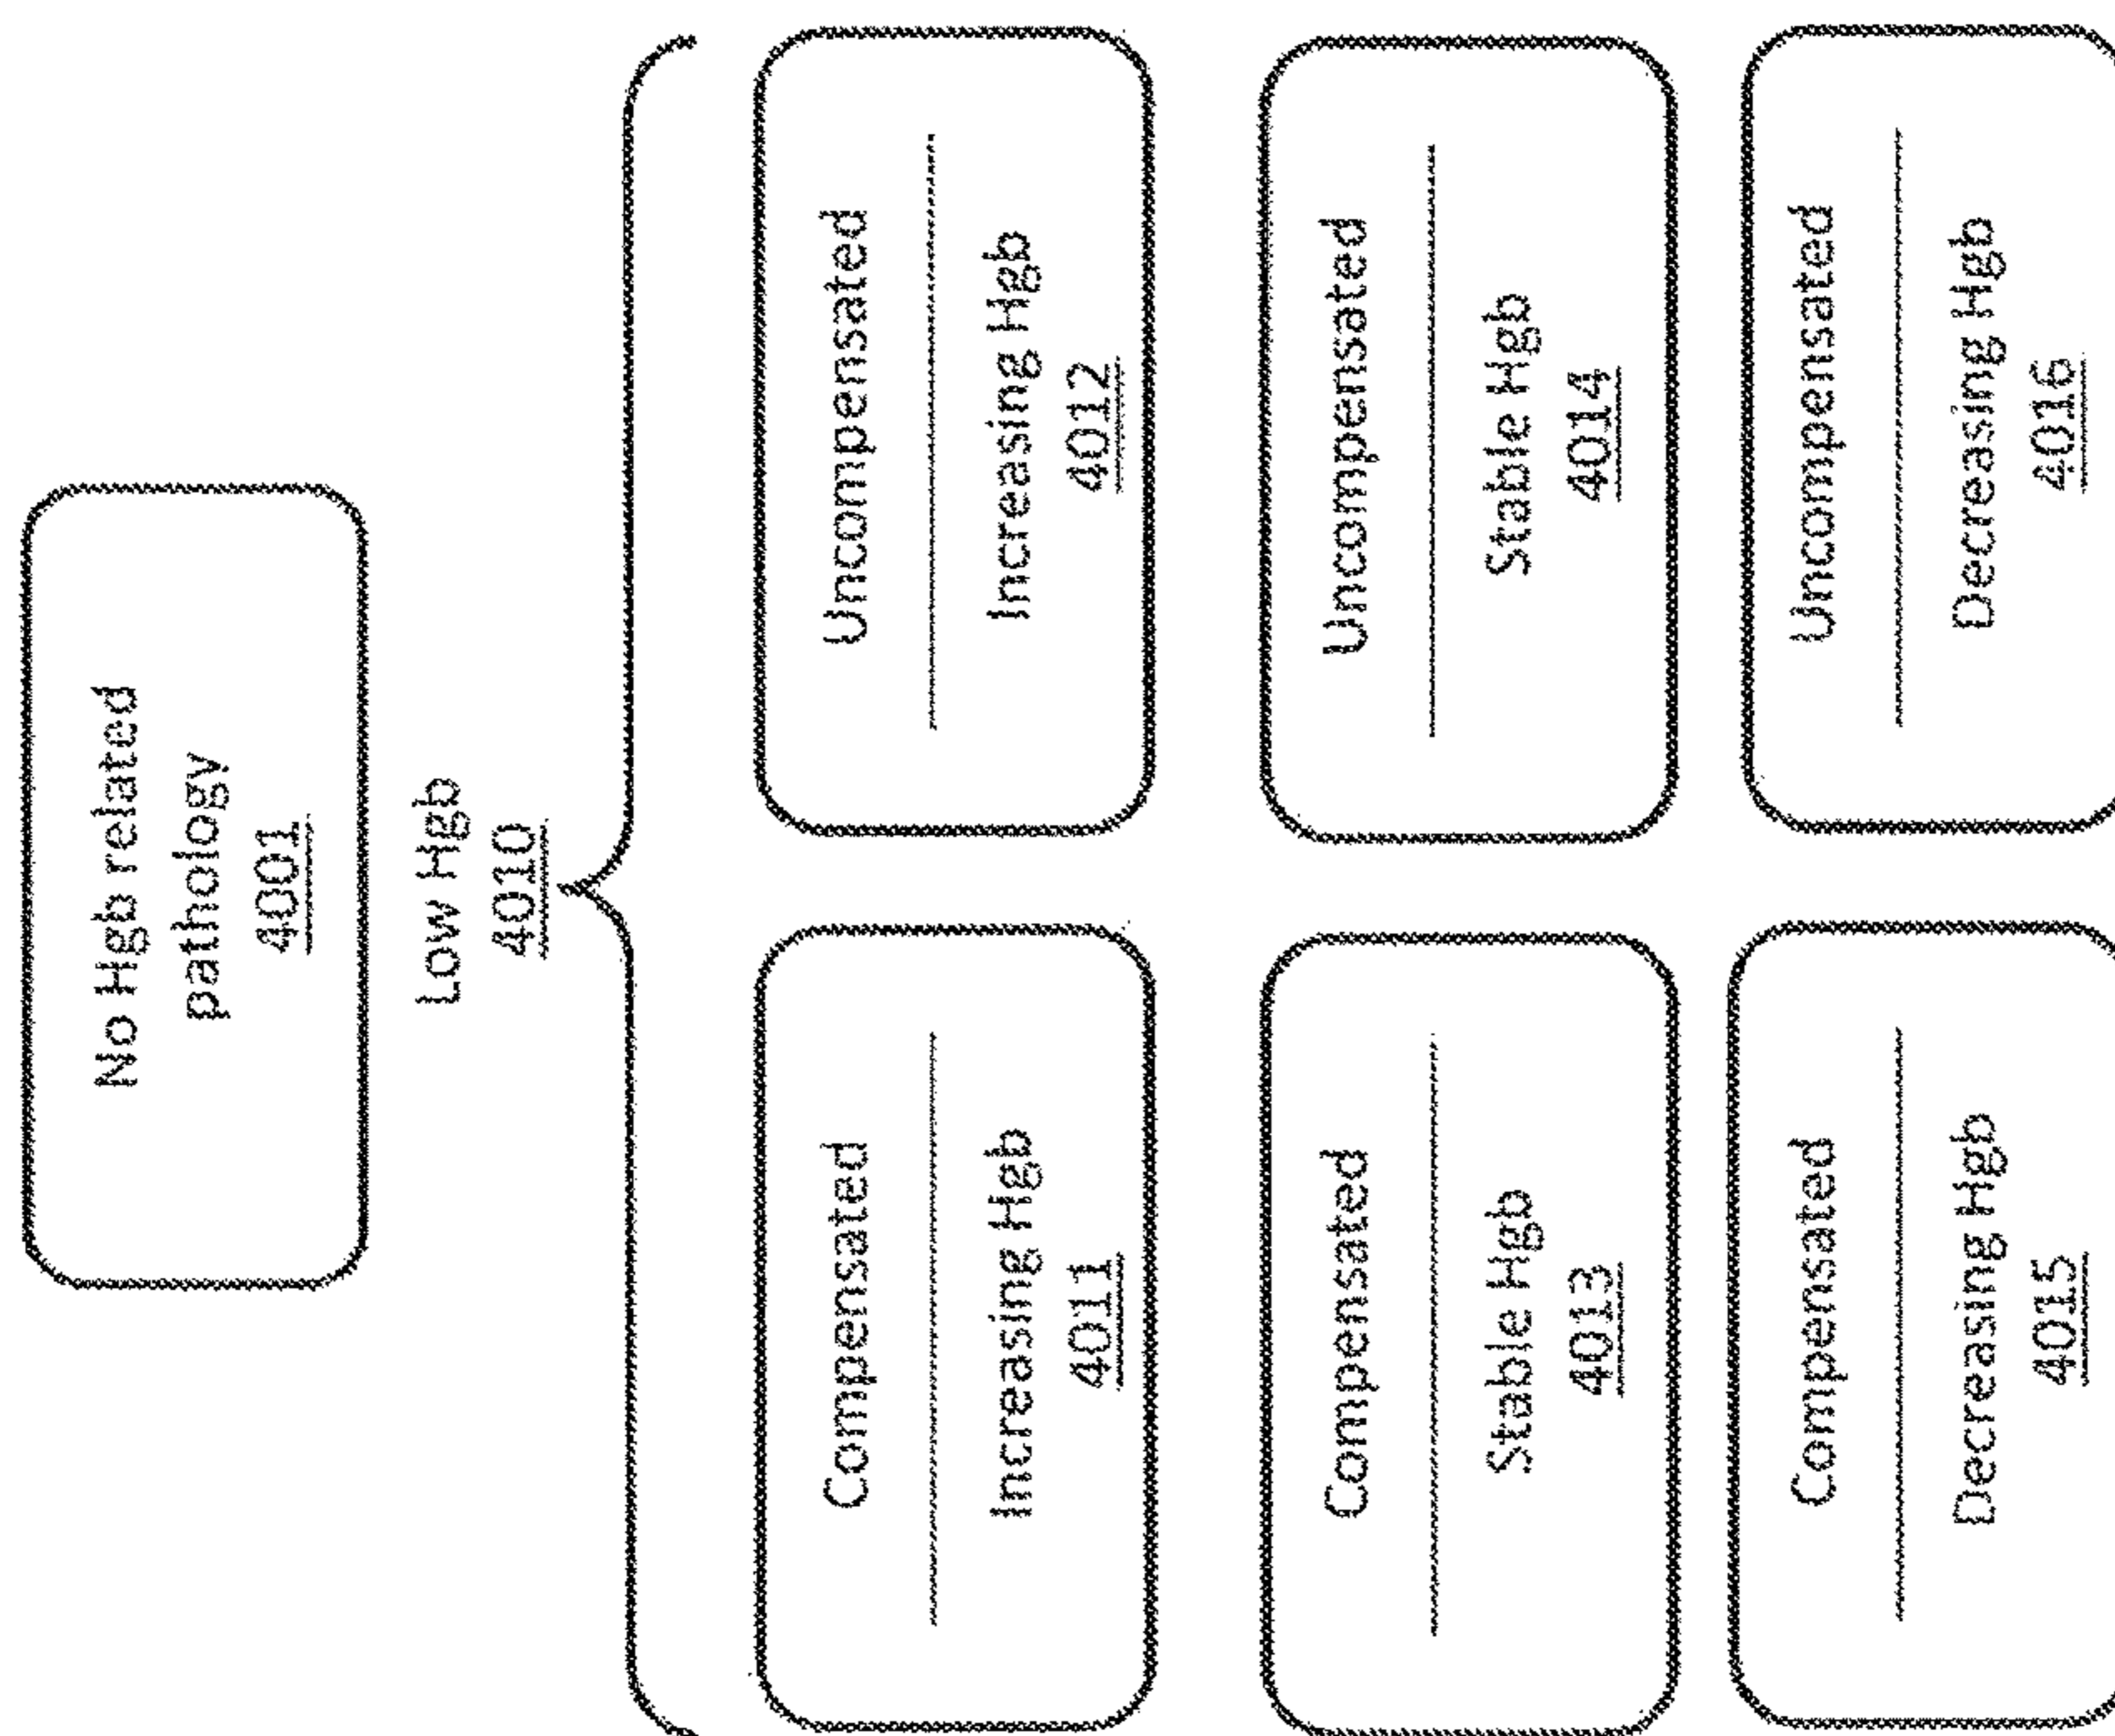 No Hgb related
pathology
4001
Low Hgb
4010
Compensated
Increasing Hgb
4011
Uncompensated
Increasing Hgb
4012
Compensated
Stable Hgb
4013
Uncompensated
Stable Hgb
4014
Compensated
Decreasing Hgb
4015
Uncompensated
Decreasing Hgb
4016